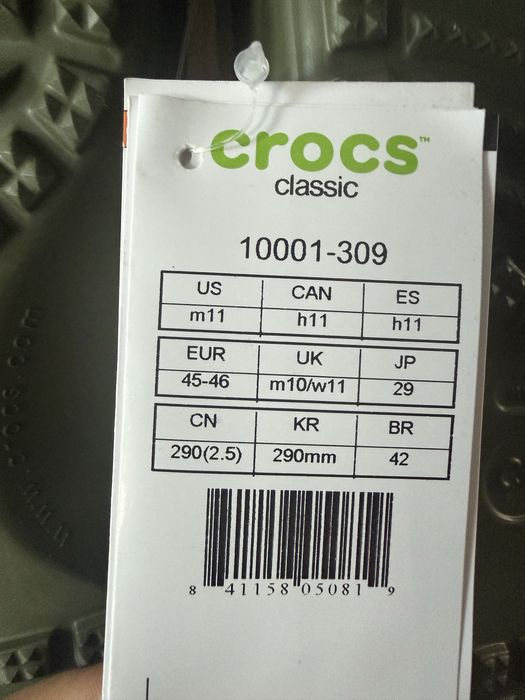 crocs™
classic
10001-309
US CAN ES
m11 h11 h11
EUR UK JP
45-46 m10/w11 29
CN KR BR
290(2.5) 290mm 42
8 41158 05081 9
www.crocs.com